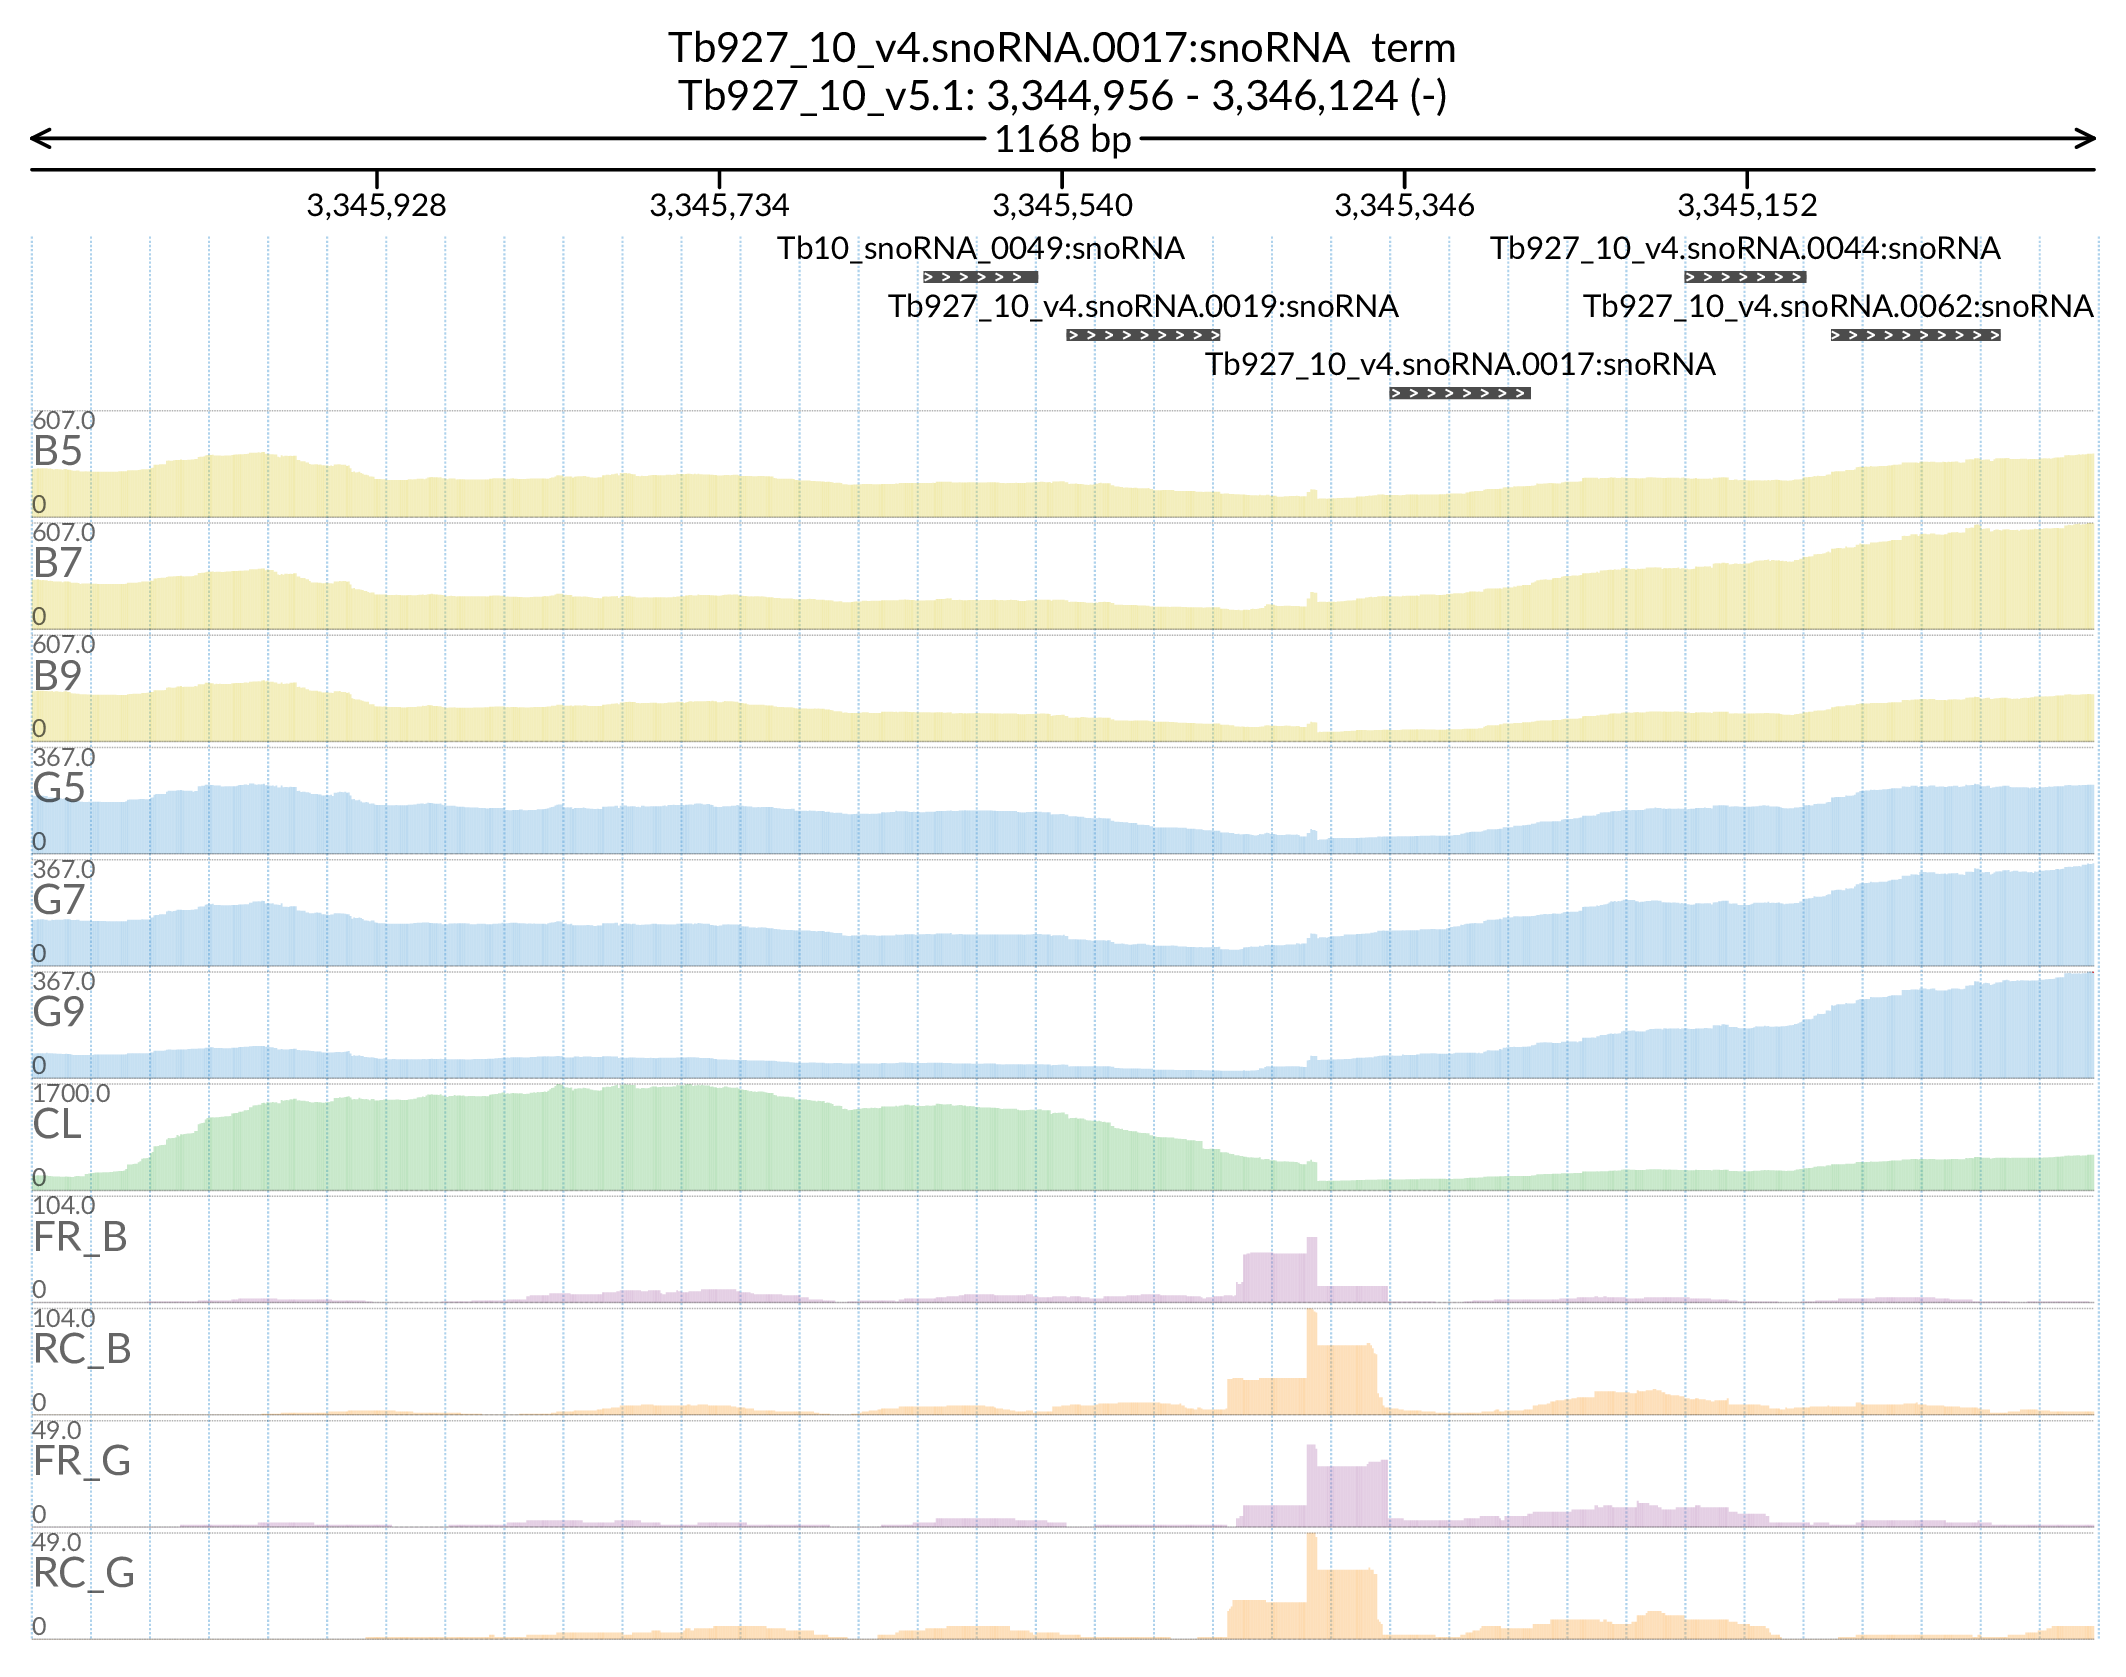 Tb927_10_v4.snoRNA.0017:snoRNA  term
Tb927_10_v5.1: 3,344,956 - 3,346,124 (-)
1168 bp
3,345,928 3,345,734 3,345,540 3,345,346 3,345,152
Tb10_snoRNA_0049:snoRNA Tb927_10_v4.snoRNA.0044:snoRNA
Tb927_10_v4.snoRNA.0019:snoRNA Tb927_10_v4.snoRNA.0062:snoRNA
Tb927_10_v4.snoRNA.0017:snoRNA
607.0
B5
0
607.0
B7
0
607.0
B9
0
367.0
G5
0
367.0
G7
0
367.0
G9
0
1700.0
CL
0
104.0
FR_B
0
104.0
RC_B
0
49.0
FR_G
0
49.0
RC_G
0